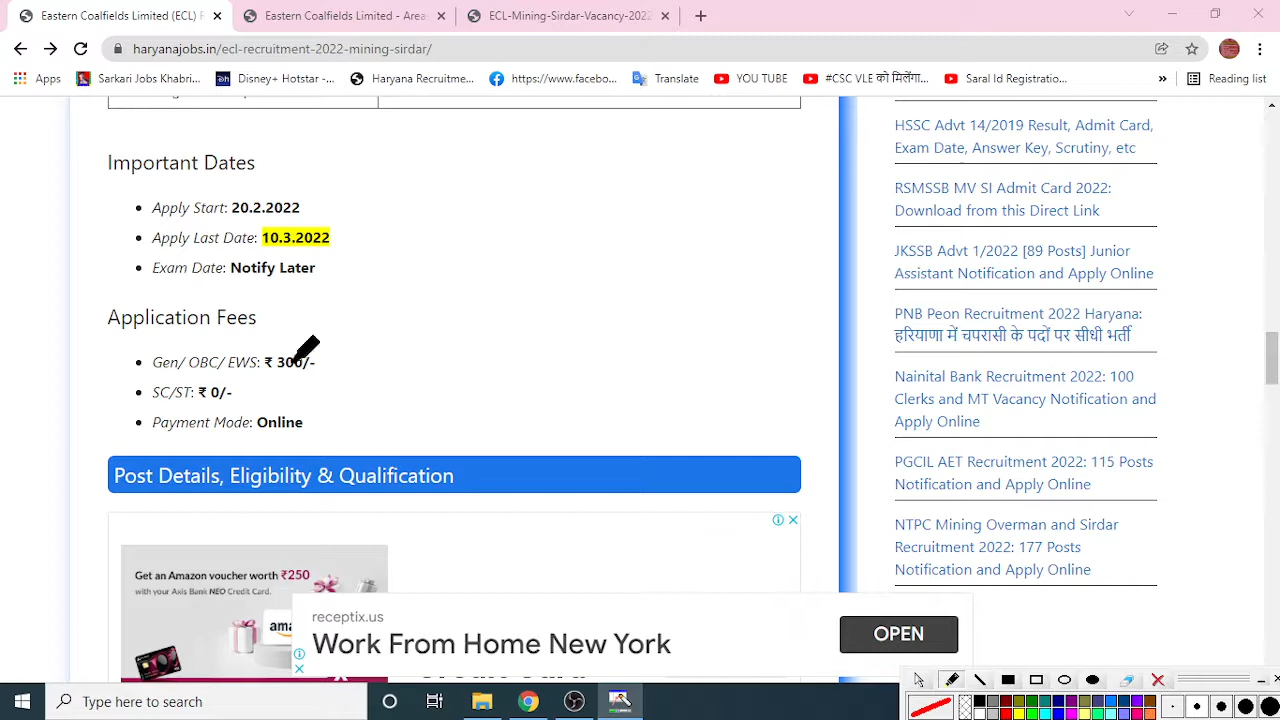 Eastern Coalfields Limited (ECL) F
Eastern Coalfields Limited - Area
ECL-Mining-Sirdar-Vacancy-2022
haryanajobs.in/ecl-recruitment-2022-mining-sirdar/
Apps
Sarkari Jobs Khabri...
Disney+ Hotstar -...
Haryana Recruitme...
https://www.facebo...
Translate
YOU TUBE
#CSC VLE को मिलेंगा...
Saral Id Registratio...
Reading list
Important Dates
Apply Start: 20.2.2022
Apply Last Date: 10.3.2022
Exam Date: Notify Later
Application Fees
Gen/ OBC/ EWS: ₹ 300/-
SC/ST: ₹ 0/-
Payment Mode: Online
Post Details, Eligibility & Qualification
Get an Amazon voucher worth ₹250
with your Axis Bank NEO Credit Card.
HSSC Advt 14/2019 Result, Admit Card,
Exam Date, Answer Key, Scrutiny, etc
RSMSSB MV SI Admit Card 2022:
Download from this Direct Link
JKSSB Advt 1/2022 [89 Posts] Junior
Assistant Notification and Apply Online
PNB Peon Recruitment 2022 Haryana:
हरियाणा में चपरासी के पदों पर सीधी भर्ती
Nainital Bank Recruitment 2022: 100
Clerks and MT Vacancy Notification and
Apply Online
PGCIL AET Recruitment 2022: 115 Posts
Notification and Apply Online
NTPC Mining Overman and Sirdar
Recruitment 2022: 177 Posts
Notification and Apply Online
receptix.us
Work From Home New York
OPEN
Type here to search